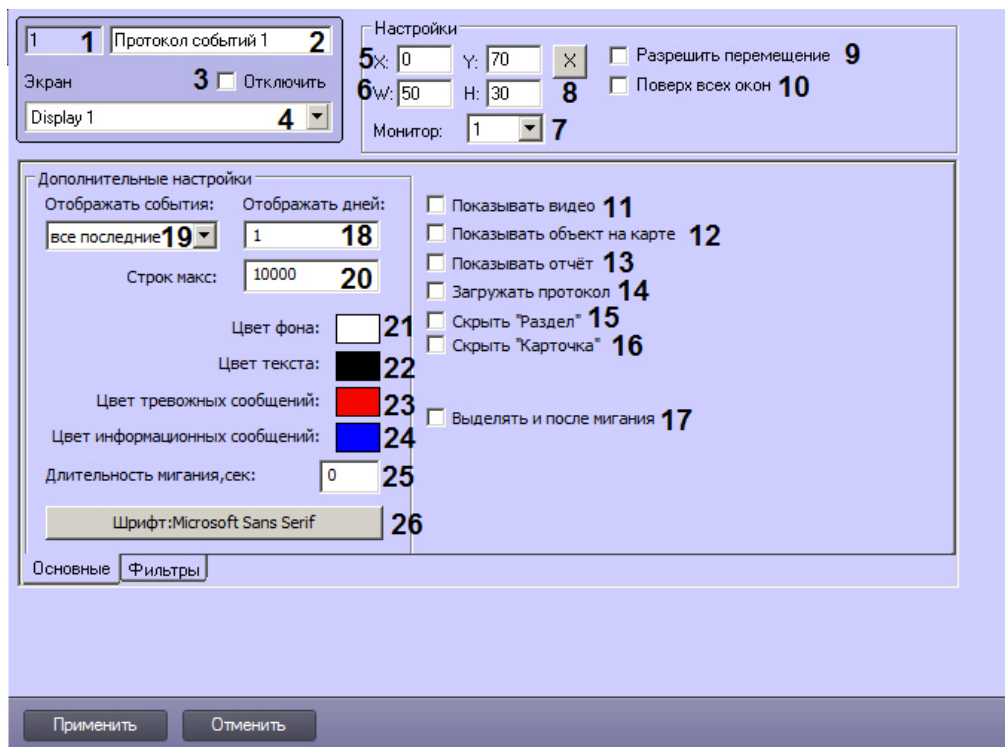 1 1 Протокол событий 1 2
Экран 3 Отключить
Display 1 4
Настройки
5 X: 0 Y: 70 X Разрешить перемещение 9
6 W: 50 H: 30 8 Поверх всех окон 10
Монитор: 1 7
Дополнительные настройки
Отображать события: Отображать дней:
все последние 19 1 18
Строк макс: 10000 20
Цвет фона: 21
Цвет текста: 22
Цвет тревожных сообщений: 23
Цвет информационных сообщений: 24
Длительность мигания,сек: 0 25
Шрифт:Microsoft Sans Serif 26
Показывать видео 11
Показывать объект на карте 12
Показывать отчёт 13
Загружать протокол 14
Скрыть "Раздел" 15
Скрыть "Карточка" 16
Выделять и после мигания 17
Основные Фильтры
Применить Отменить